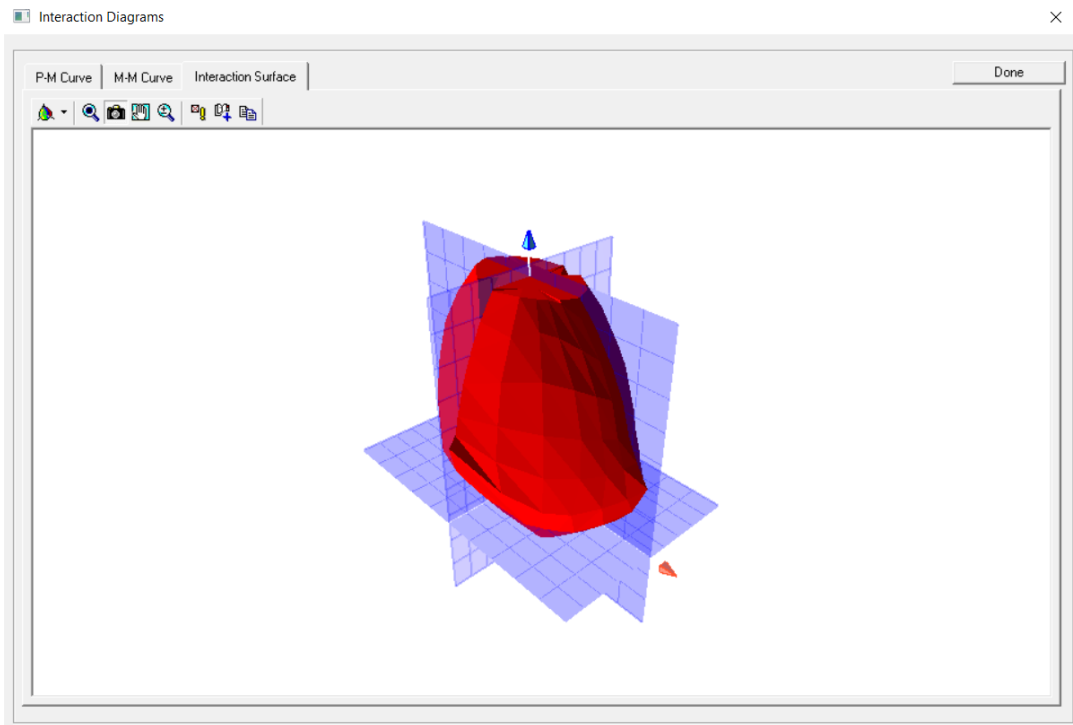 Interaction Diagrams
P-M Curve
M-M Curve
Interaction Surface
Done